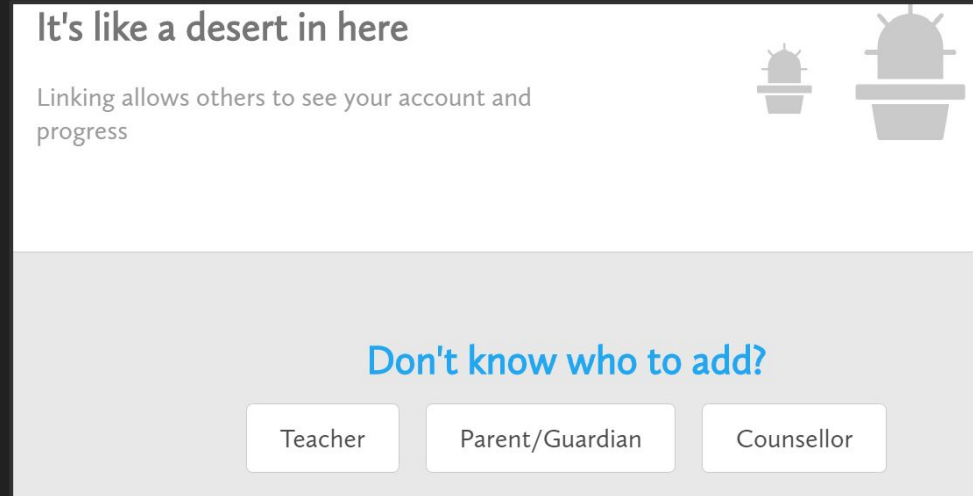 It's like a desert in here
Linking allows others to see your account and
progress
Don't know who to add?
Teacher
Parent/Guardian
Counsellor